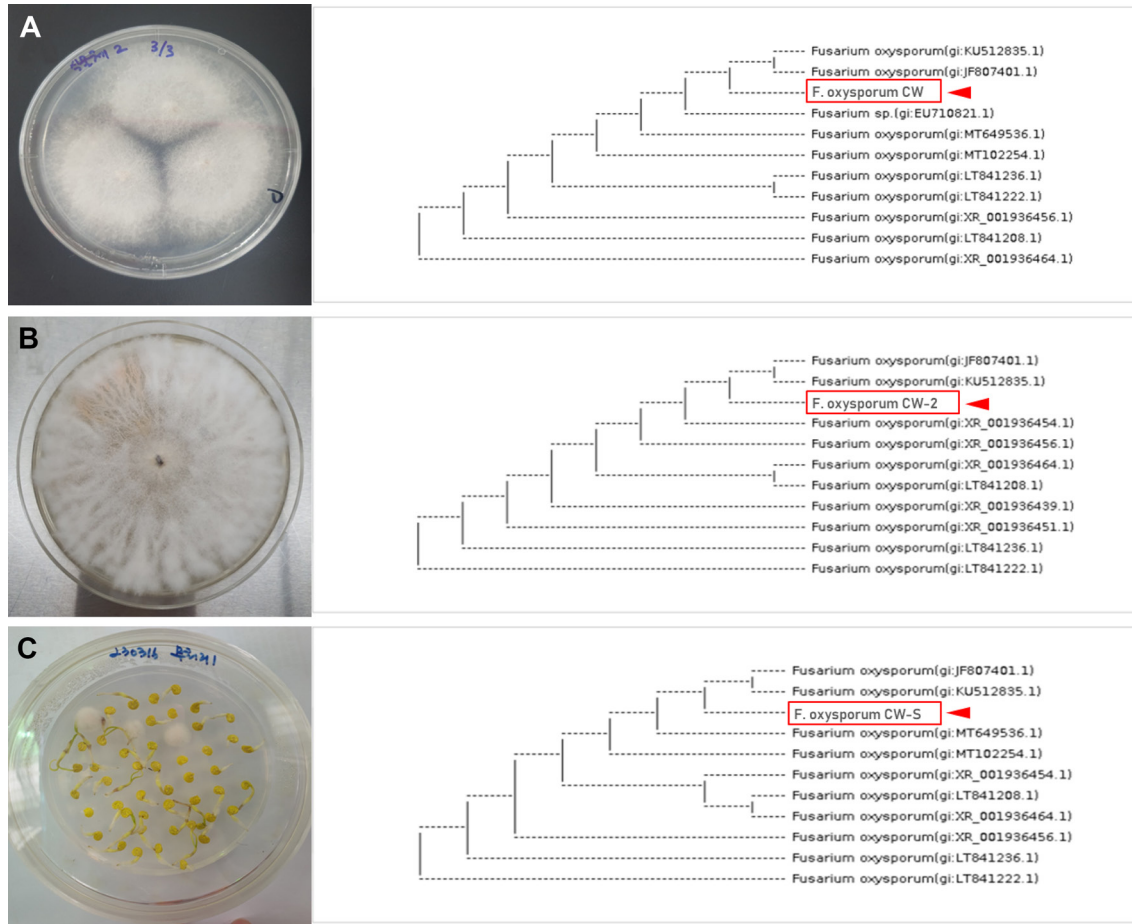 A
2 3/3
Fusarium oxysporum(gi:KU512835.1)
Fusarium oxysporum(gi:JF807401.1)
F. oxysporum CW
Fusarium sp.(gi:EU710821.1)
Fusarium oxysporum(gi:MT649536.1)
Fusarium oxysporum(gi:MT102254.1)
Fusarium oxysporum(gi:LT841236.1)
Fusarium oxysporum(gi:LT841222.1)
Fusarium oxysporum(gi:XR_001936456.1)
Fusarium oxysporum(gi:LT841208.1)
Fusarium oxysporum(gi:XR_001936464.1)
B
Fusarium oxysporum(gi:JF807401.1)
Fusarium oxysporum(gi:KU512835.1)
F. oxysporum CW-2
Fusarium oxysporum(gi:XR_001936454.1)
Fusarium oxysporum(gi:XR_001936456.1)
Fusarium oxysporum(gi:XR_001936464.1)
Fusarium oxysporum(gi:LT841208.1)
Fusarium oxysporum(gi:XR_001936439.1)
Fusarium oxysporum(gi:XR_001936451.1)
Fusarium oxysporum(gi:LT841236.1)
Fusarium oxysporum(gi:LT841222.1)
C
230316
Fusarium oxysporum(gi:JF807401.1)
Fusarium oxysporum(gi:KU512835.1)
F. oxysporum CW-S
Fusarium oxysporum(gi:MT649536.1)
Fusarium oxysporum(gi:MT102254.1)
Fusarium oxysporum(gi:XR_001936454.1)
Fusarium oxysporum(gi:LT841208.1)
Fusarium oxysporum(gi:XR_001936464.1)
Fusarium oxysporum(gi:XR_001936456.1)
Fusarium oxysporum(gi:LT841236.1)
Fusarium oxysporum(gi:LT841222.1)